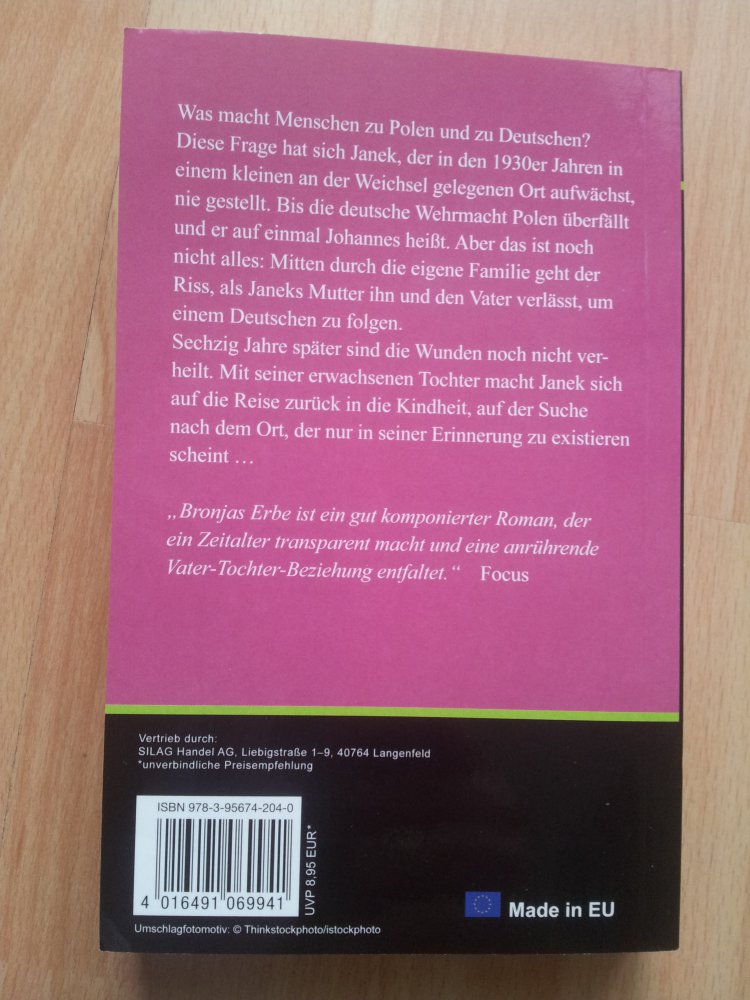 Was macht Menschen zu Polen und zu Deutschen?
Diese Frage hat sich Janek, der in den 1930er Jahren in
einem kleinen an der Weichsel gelegenen Ort aufwächst,
nie gestellt. Bis die deutsche Wehrmacht Polen überfällt
und er auf einmal Johannes heißt. Aber das ist noch
nicht alles: Mitten durch die eigene Familie geht der
Riss, als Janeks Mutter ihn und den Vater verlässt, um
einem Deutschen zu folgen.
Sechzig Jahre später sind die Wunden noch nicht ver-
heilt. Mit seiner erwachsenen Tochter macht Janek sich
auf die Reise zurück in die Kindheit, auf der Suche
nach dem Ort, der nur in seiner Erinnerung zu existieren
scheint …
„Bronjas Erbe ist ein gut komponierter Roman, der
ein Zeitalter transparent macht und eine anrührende
Vater-Tochter-Beziehung entfaltet.“ Focus
Vertrieb durch:
SILAG Handel AG, Liebigstraße 1–9, 40764 Langenfeld
*unverbindliche Preisempfehlung
ISBN 978-3-95674-204-0
4 016491 069941
UVP 8,95 EUR*
Made in EU
Umschlagfotomotiv: © Thinkstockphoto/istockphoto